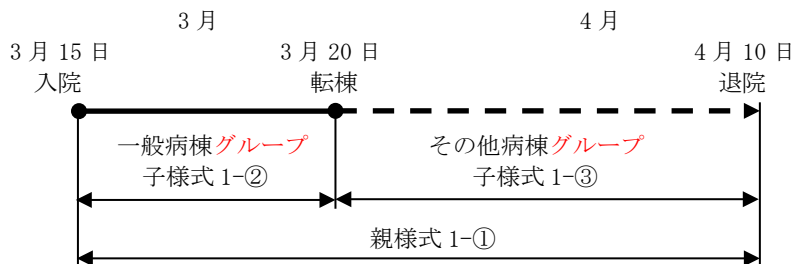 3月 4月
3月15日 3月20日 4月10日
入院 転棟 退院
一般病棟グループ その他病棟グループ
子様式1-② 子様式1-③
親様式1-①